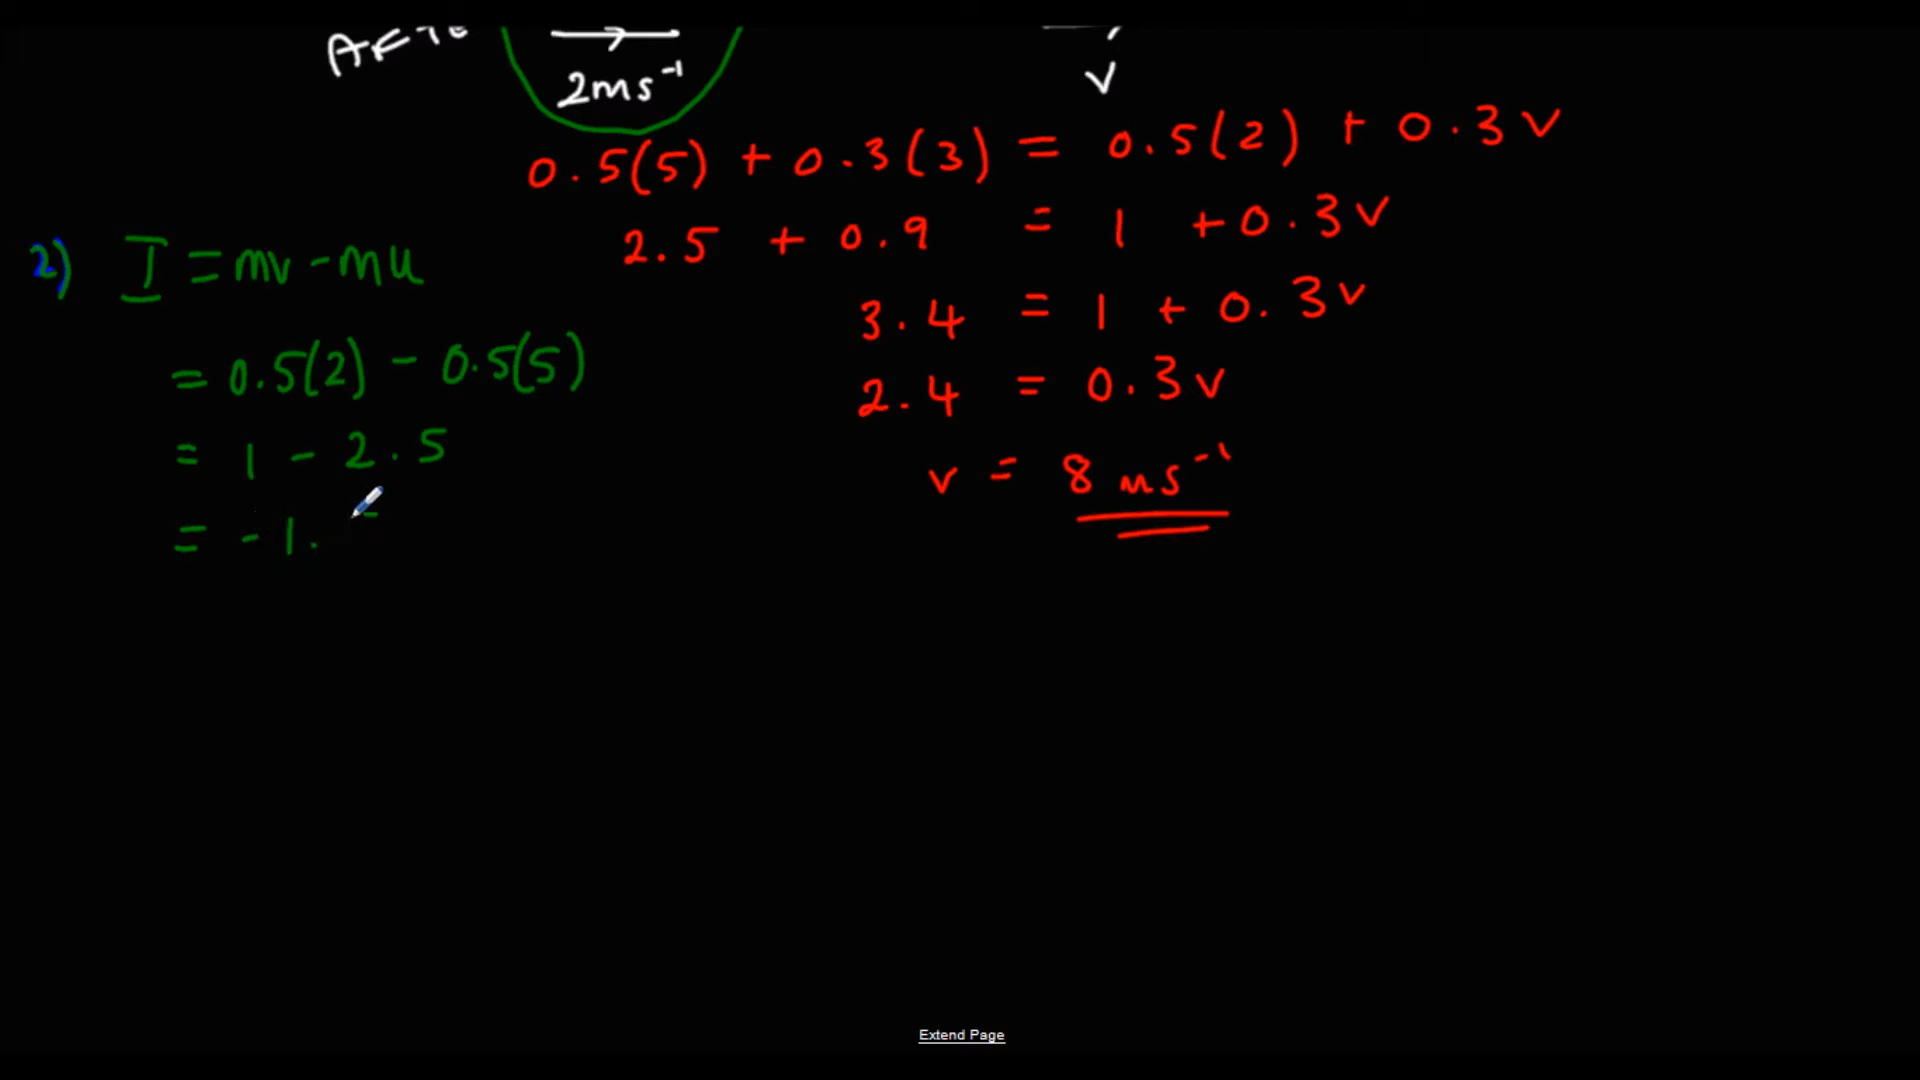 2ms⁻¹
v
0.5(5) + 0.3(3) = 0.5(2) + 0.3v
2.5 + 0.9 = 1 + 0.3v
3.4 = 1 + 0.3v
2.4 = 0.3v
v = 8 ms⁻¹
2) I = mv - mu
= 0.5(2) - 0.5(5)
= 1 - 2.5
= -1.
Extend Page